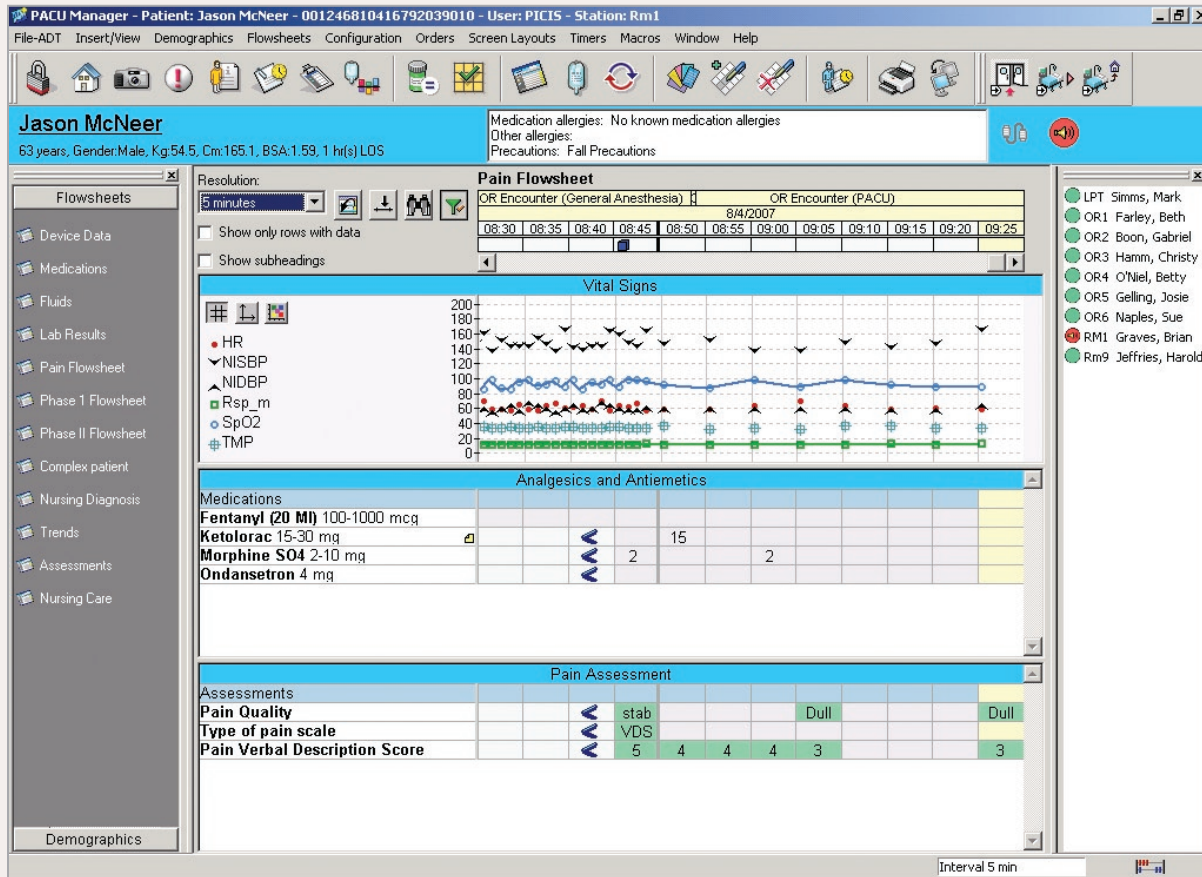 PACU Manager - Patient: Jason McNeer - 001246810416792039010 - User: PICIS - Station: Rm1
File-ADT Insert/View Demographics Flowsheets Configuration Orders Screen Layouts Timers Macros Window Help
Jason McNeer
63 years, Gender:Male, Kg:54.5, Cm:165.1, BSA:1.59, 1 hr(s) LOS
Medication allergies: No known medication allergies
Other allergies:
Precautions: Fall Precautions
Flowsheets
Device Data
Medications
Fluids
Lab Results
Pain Flowsheet
Phase 1 Flowsheet
Phase II Flowsheet
Complex patient
Nursing Diagnosis
Trends
Assessments
Nursing Care
Demographics
Resolution:
5 minutes
Show only rows with data
Show subheadings
Pain Flowsheet
OR Encounter (General Anesthesia) OR Encounter (PACU)
8/4/2007
08:30 08:35 08:40 08:45 08:50 08:55 09:00 09:05 09:10 09:15 09:20 09:25
Vital Signs
HR
NISBP
NIDBP
Rsp_m
SpO2
TMP
200
180
160
140
120
100
80
60
40
20
0
Analgesics and Antiemetics
Medications
Fentanyl (20 Ml) 100-1000 mcg
Ketolorac 15-30 mg 15
Morphine SO4 2-10 mg 2 2
Ondansetron 4 mg
Pain Assessment
Assessments
Pain Quality stab Dull Dull
Type of pain scale VDS
Pain Verbal Description Score 5 4 4 4 3 3
LPT Simms, Mark
OR1 Farley, Beth
OR2 Boon, Gabriel
OR3 Hamm, Christy
OR4 O'Niel, Betty
OR5 Gelling, Josie
OR6 Naples, Sue
RM1 Graves, Brian
Rm9 Jeffries, Harold
Interval 5 min